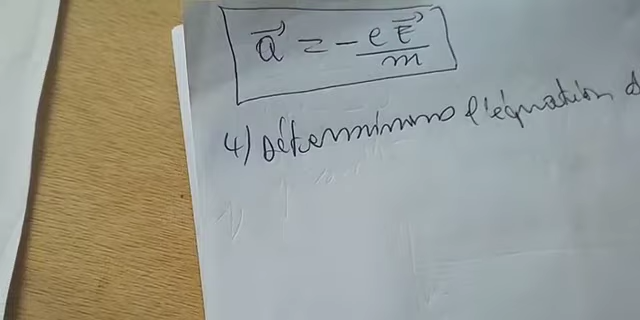 a⃗ = - eE⃗/m
4) Déterminons l'équation d